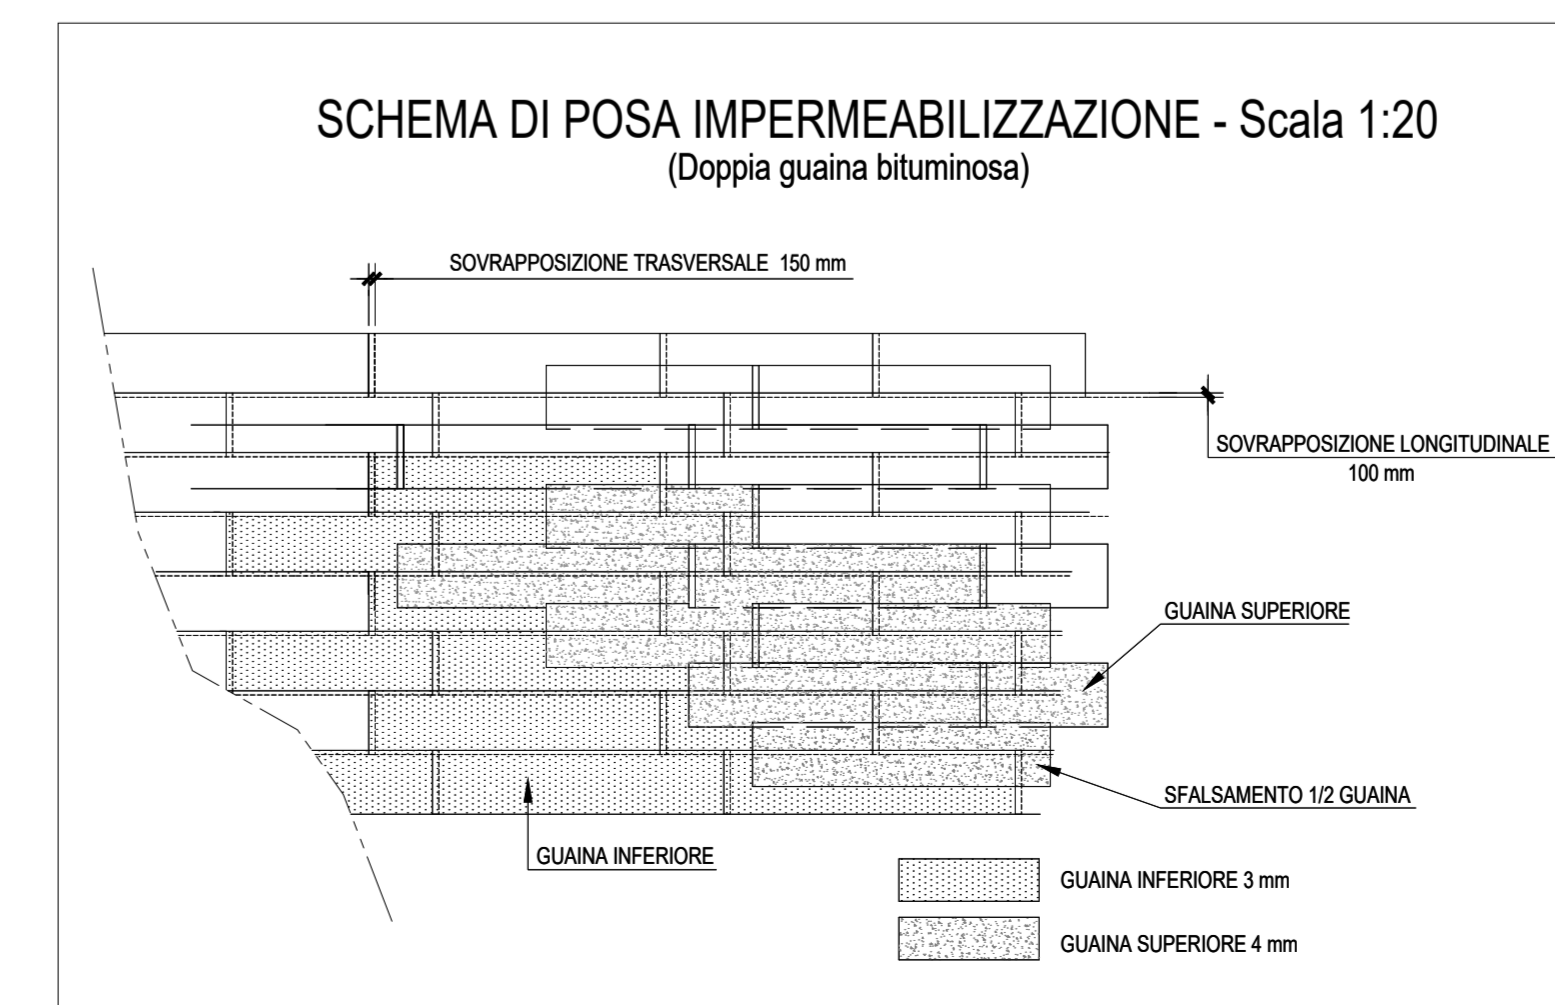 SCHEMA DI POSA IMPERMEABILIZZAZIONE - Scala 1:20
(Doppia guaina bituminosa)
SOVRAPPOSIZIONE TRASVERSALE 150 mm
SOVRAPPOSIZIONE LONGITUDINALE
100 mm
GUAINA SUPERIORE
SFALSAMENTO 1/2 GUAINA
GUAINA INFERIORE
GUAINA INFERIORE 3 mm
GUAINA SUPERIORE 4 mm